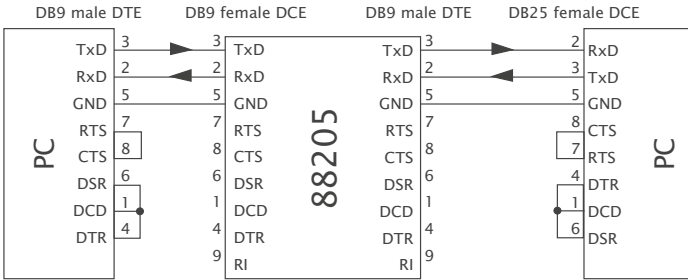 DB9 male DTE DB9 female DCE DB9 male DTE DB25 female DCE
TxD 3 3 TxD TxD 3 2 RxD
RxD 2 2 RxD RxD 2 3 TxD
GND 5 5 GND GND 5 5 GND
RTS 7 7 RTS RTS 7 8 CTS
CTS 8 8 CTS CTS 8 7 RTS
DSR 6 6 DSR DSR 6 4 DTR
DCD 1 1 DCD DCD 1 1 DCD
DTR 4 4 DTR DTR 4 6 DSR
9 RI RI 9
PC
88205
PC